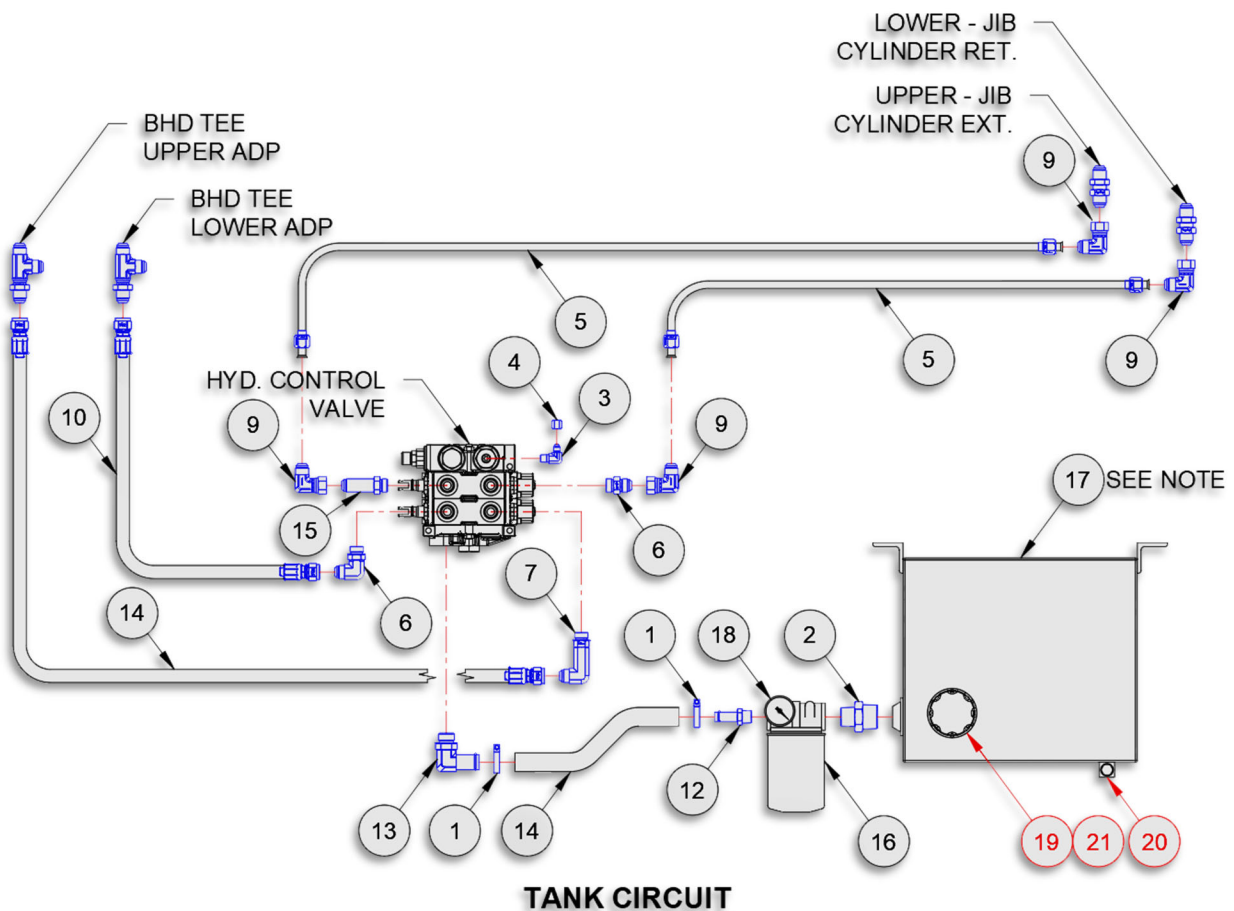 LOWER - JIB
CYLINDER RET.
UPPER - JIB
CYLINDER EXT.
BHD TEE
UPPER ADP
9
BHD TEE
LOWER ADP
5
5
9
HYD. CONTROL
VALVE
4
3
10
9
9
17 SEE NOTE
15
6
7
6
14
1
18
2
13
1
14
12
16
19
21
20
TANK CIRCUIT